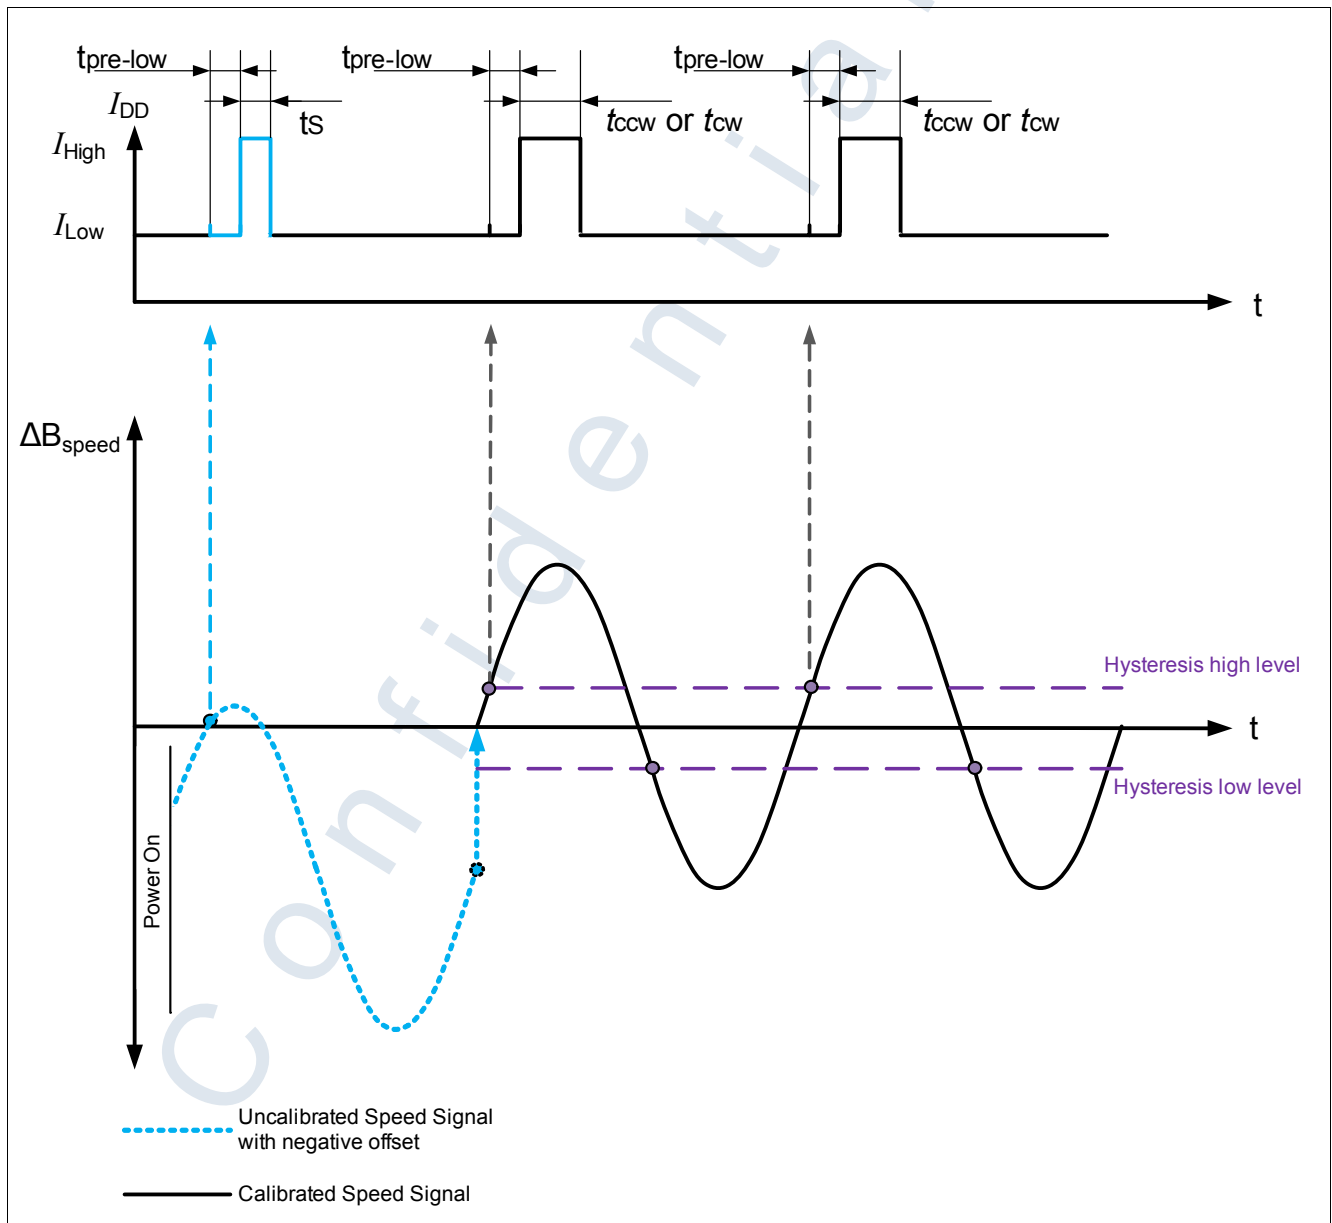 tpre-low tpre-low tpre-low
IDD
tS tccw or tcw tccw or tcw
IHigh
ILow
t
ΔBspeed
Hysteresis high level
t
Hysteresis low level
Power On
Uncalibrated Speed Signal
with negative offset
Calibrated Speed Signal
Confidentia